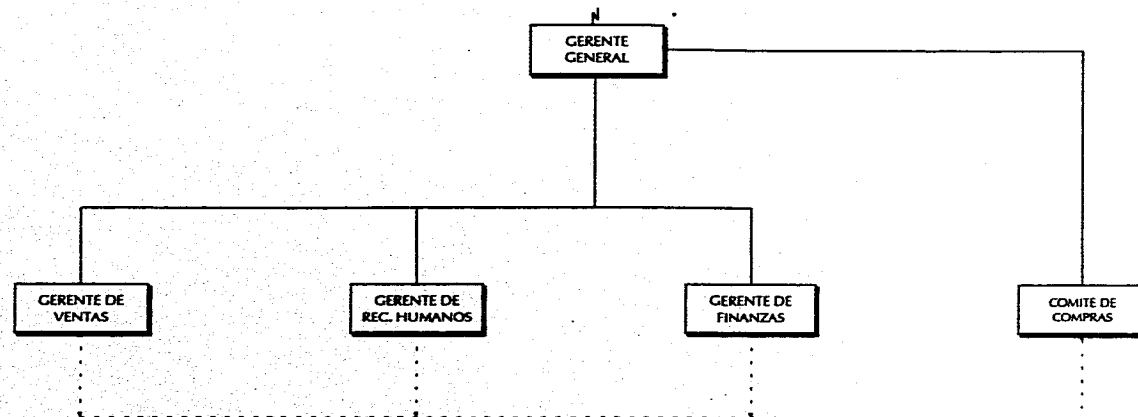 GERENTE
GENERAL
GERENTE DE
VENTAS
GERENTE DE
REC. HUMANOS
GERENTE DE
FINANZAS
COMITE DE
COMPRAS